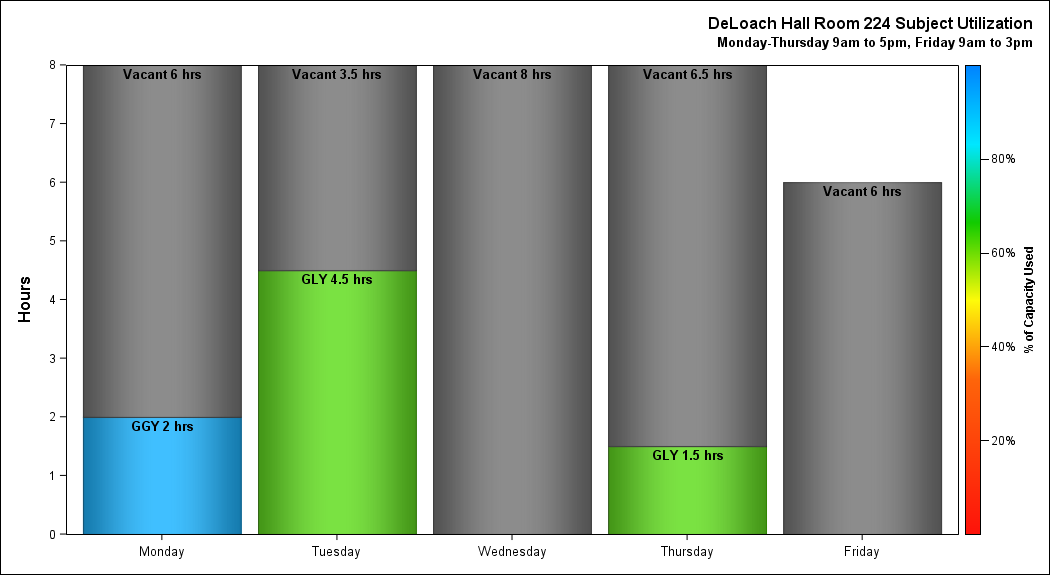 DeLoach Hall Room 224 Subject Utilization
Monday-Thursday 9am to 5pm, Friday 9am to 3pm
8
7
6
5
4
3
2
1
0
Hours
Vacant 6 hrs
Vacant 3.5 hrs
Vacant 8 hrs
Vacant 6.5 hrs
Vacant 6 hrs
GLY 4.5 hrs
GGY 2 hrs
GLY 1.5 hrs
Monday
Tuesday
Wednesday
Thursday
Friday
80%
60%
40%
20%
% of Capacity Used